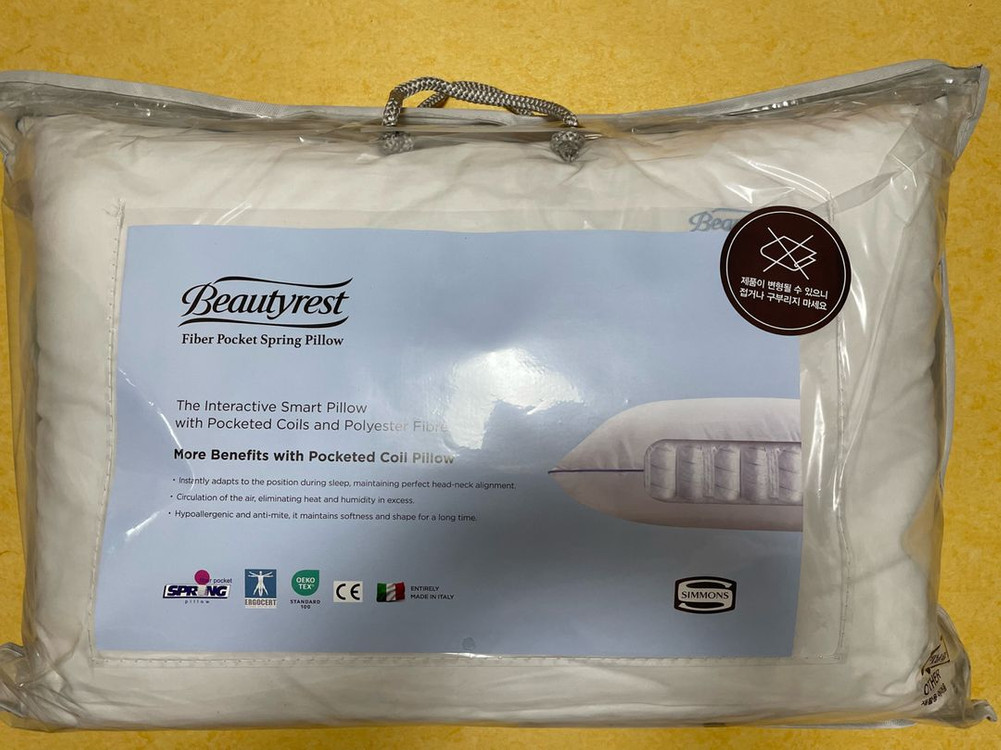 Beau
제품이 변형될 수 있으니
접거나 구부리지 마세요
Beautyrest
Fiber Pocket Spring Pillow
The Interactive Smart Pillow
with Pocketed Coils and Polyester Fibre
More Benefits with Pocketed Coil Pillow
• Instantly adapts to the position during sleep, maintaining perfect head-neck alignment.
• Circulation of the air, eliminating heat and humidity in excess.
• Hypoallergenic and anti-mite, it maintains softness and shape for a long time.
fiber pocket
SPRING
pillow
ERGOCERT
OEKO
TEX®
STANDARD
100
CE
ENTIRELY
MADE IN ITALY
SIMMONS
OTHER